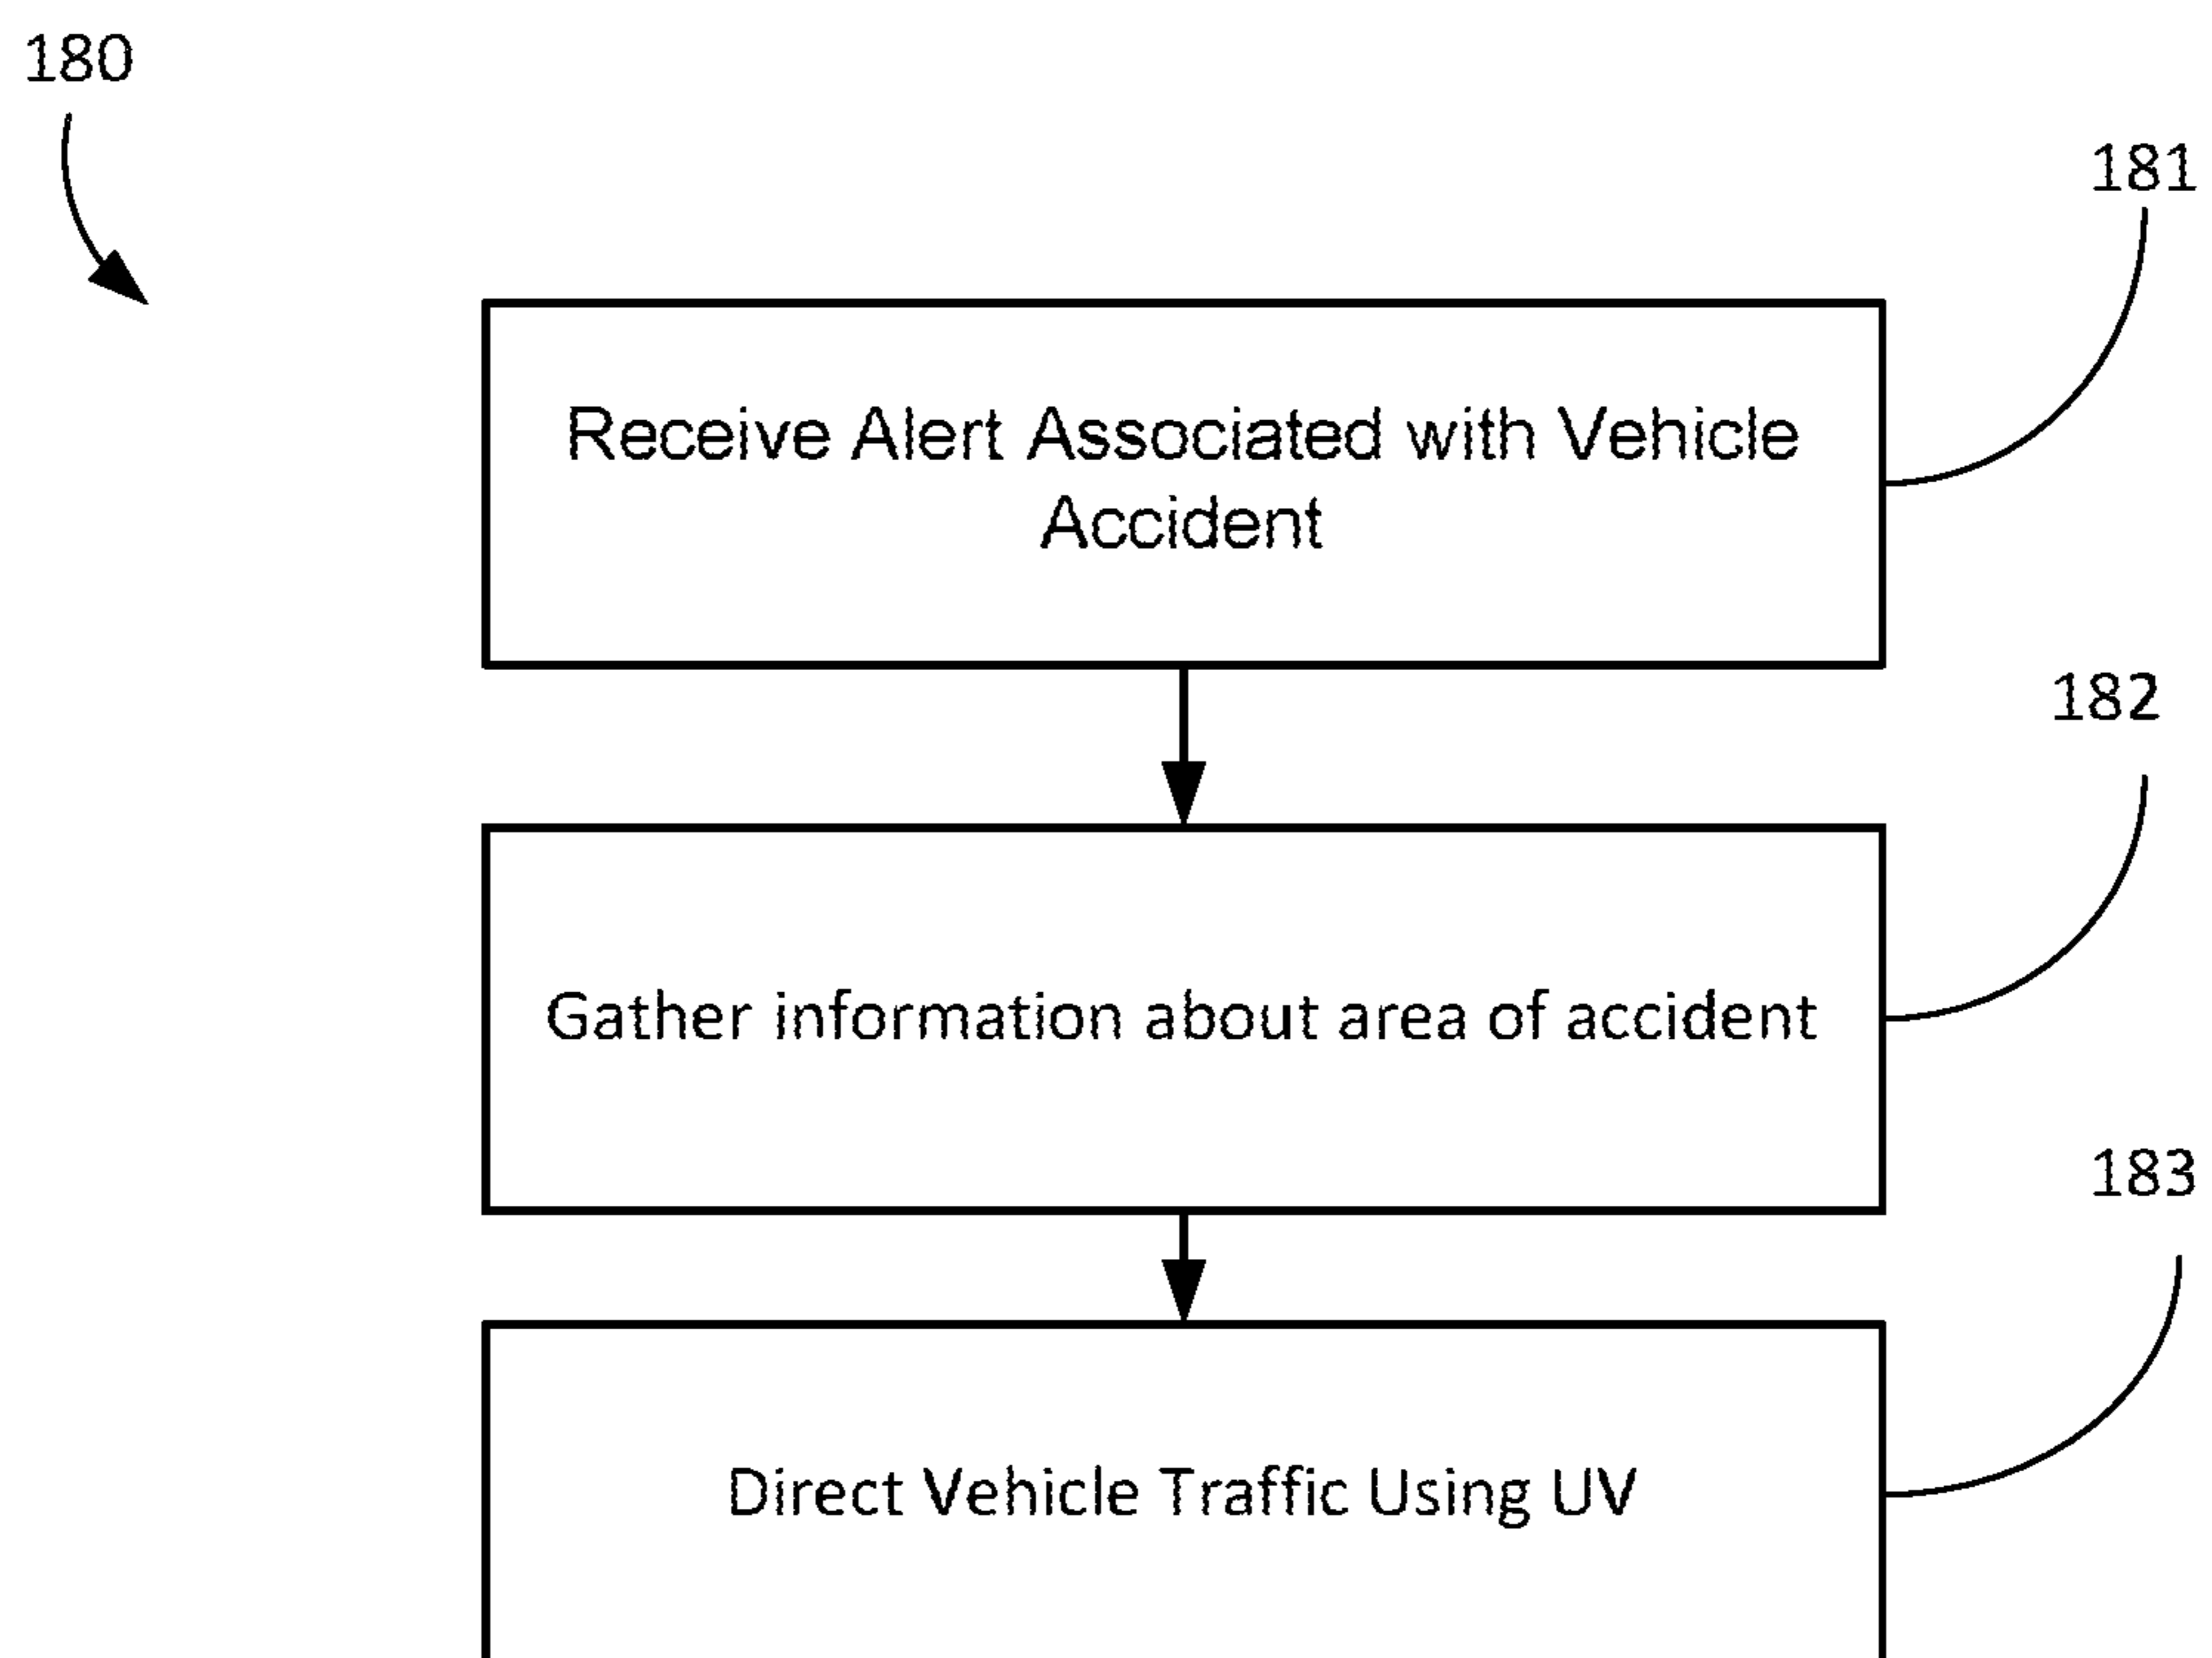 180
181
Receive Alert Associated with Vehicle
Accident
182
Gather information about area of accident
183
Direct Vehicle Traffic Using UV